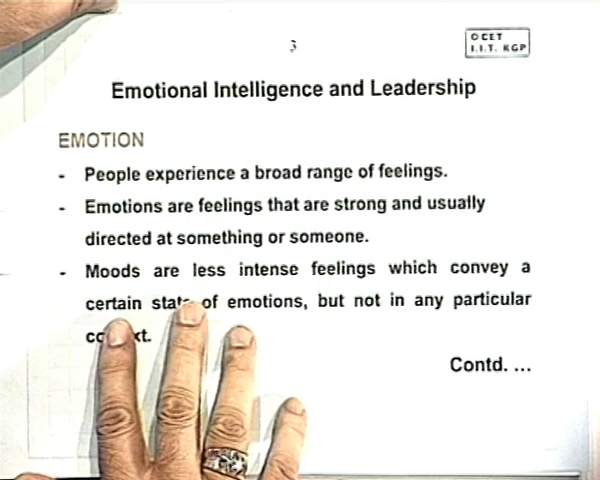 3
© CET
I.I.T. KGP
Emotional Intelligence and Leadership
EMOTION
- People experience a broad range of feelings.
- Emotions are feelings that are strong and usually
directed at something or someone.
- Moods are less intense feelings which convey a
certain state of emotions, but not in any particular
Contd. ...